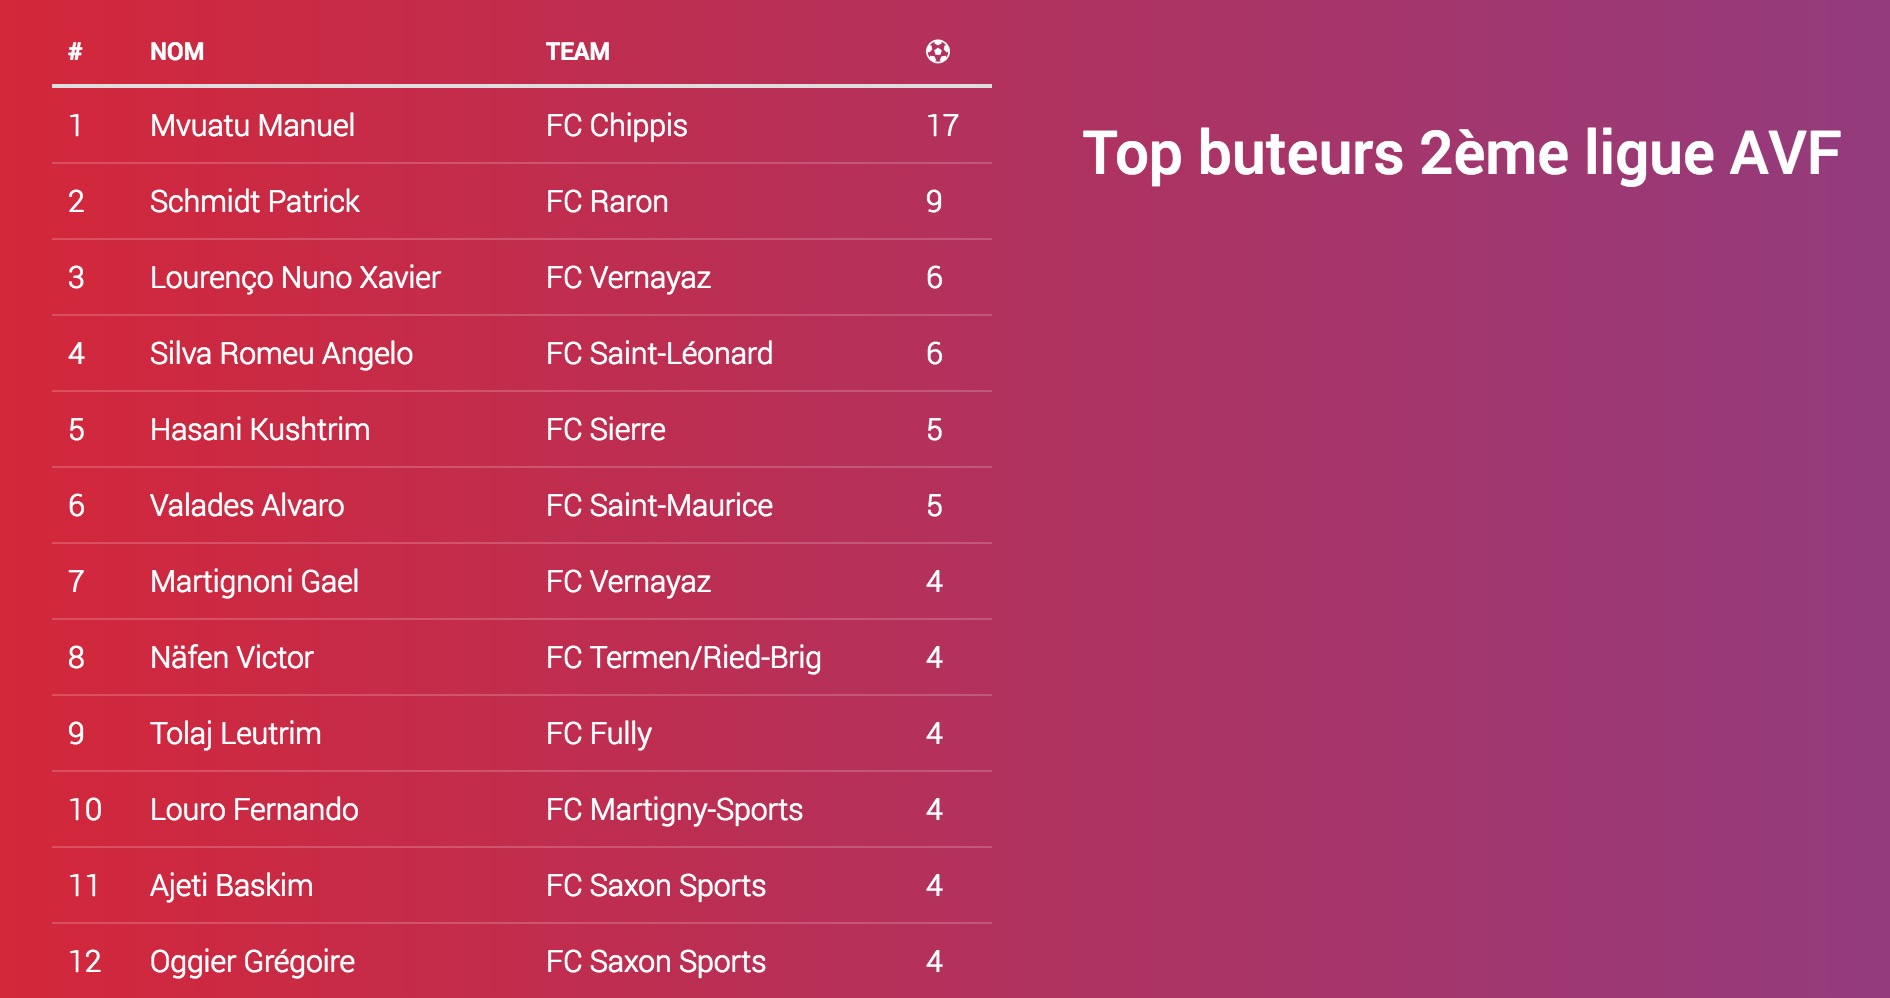 # NOM TEAM
1 Mvuatu Manuel FC Chippis 17
Top buteurs 2ème ligue AVF
2 Schmidt Patrick FC Raron 9
3 Lourenço Nuno Xavier FC Vernayaz 6
4 Silva Romeu Angelo FC Saint-Léonard 6
5 Hasani Kushtrim FC Sierre 5
6 Valades Alvaro FC Saint-Maurice 5
7 Martignoni Gael FC Vernayaz 4
8 Näfen Victor FC Termen/Ried-Brig 4
9 Tolaj Leutrim FC Fully 4
10 Louro Fernando FC Martigny-Sports 4
11 Ajeti Baskim FC Saxon Sports 4
12 Oggier Grégoire FC Saxon Sports 4